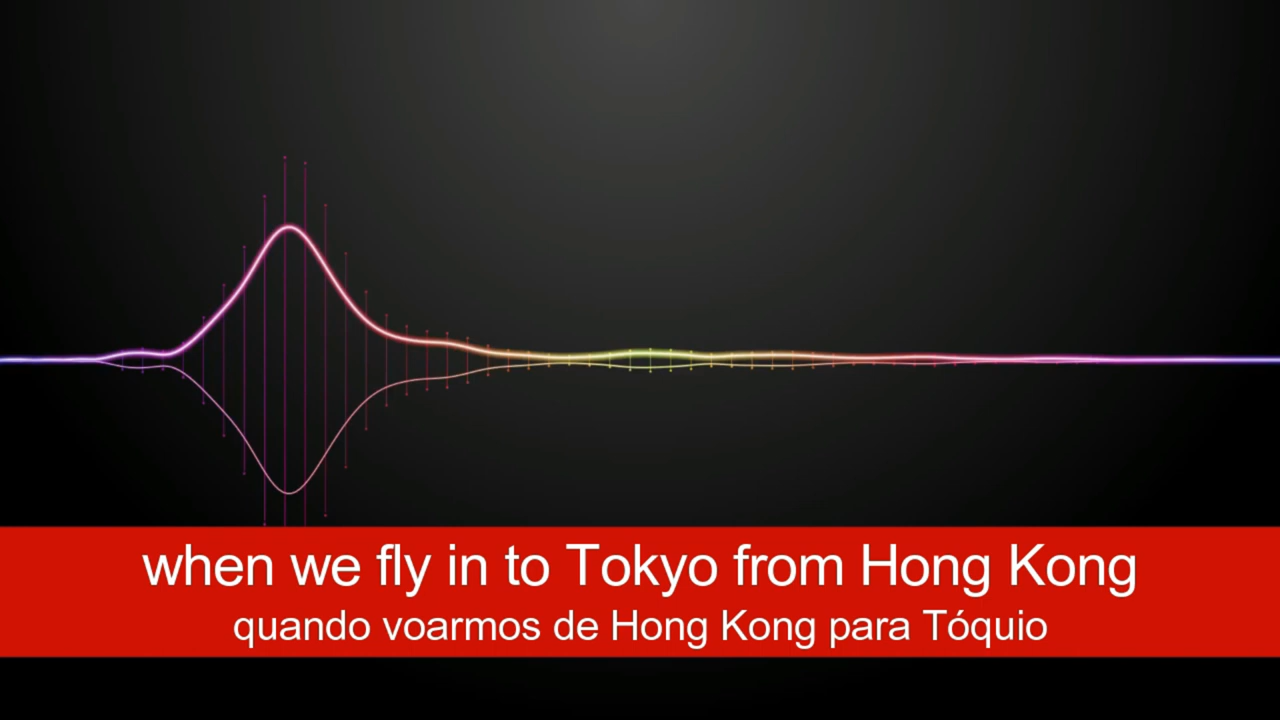 when we fly in to Tokyo from Hong Kong
quando voarmos de Hong Kong para Tóquio